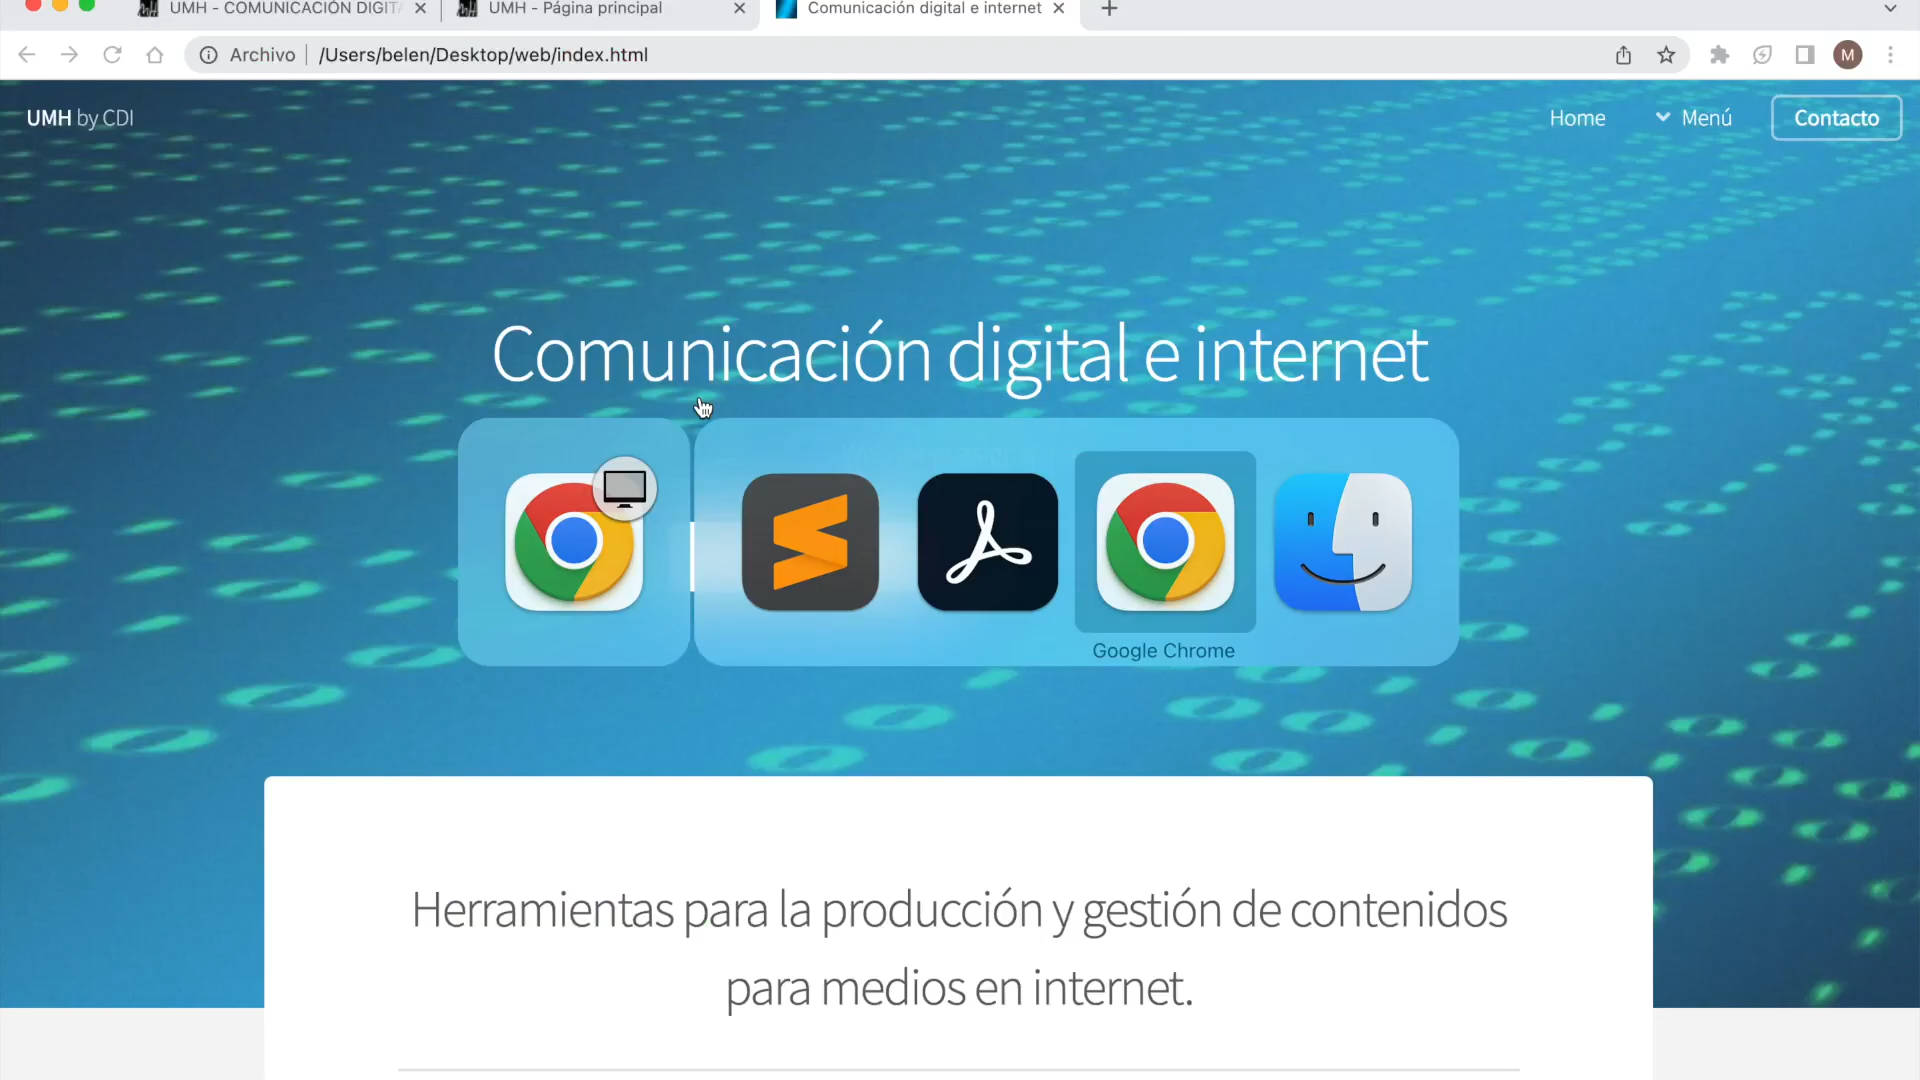 UMH - COMUNICACIÓN DIGITA
UMH - Página principal
Comunicación digital e internet
Archivo
/Users/belen/Desktop/web/index.html
M
UMH by CDI
Home
Menú
Contacto
Comunicación digital e internet
Google Chrome
Herramientas para la producción y gestión de contenidos
para medios en internet.